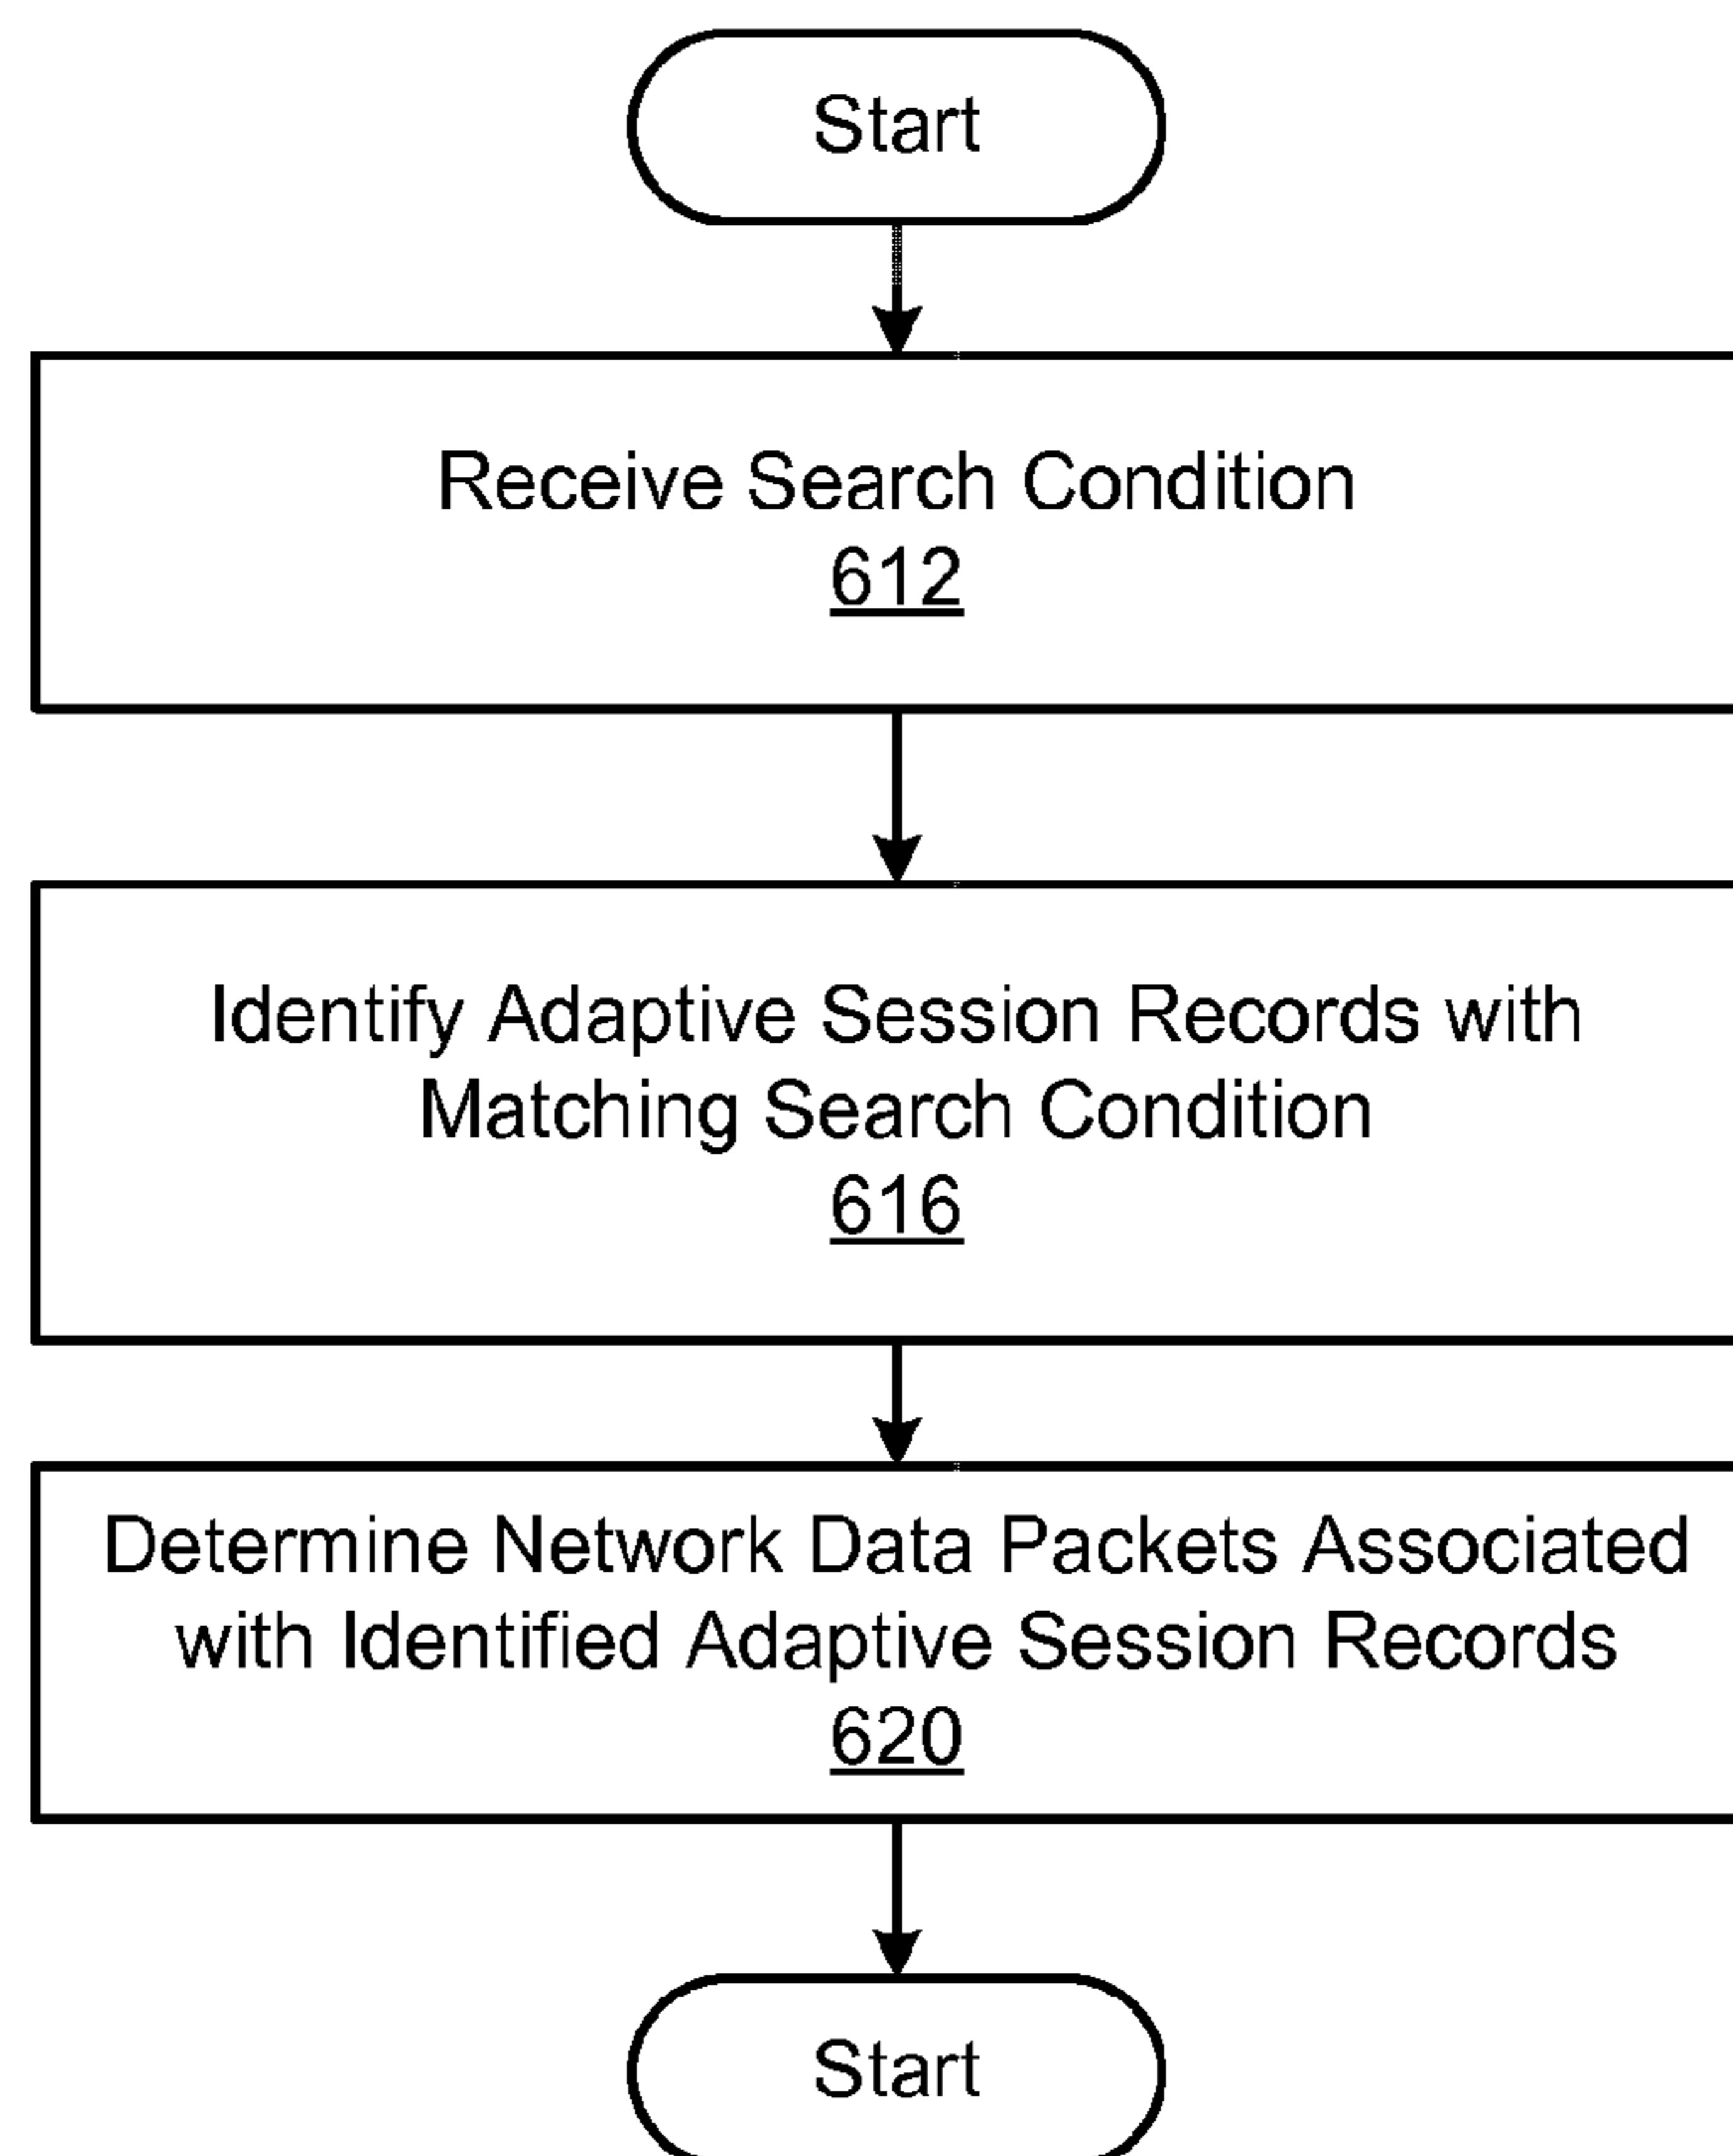 Start
Receive Search Condition
612
Identify Adaptive Session Records with
Matching Search Condition
616
Determine Network Data Packets Associated
with Identified Adaptive Session Records
620
Start